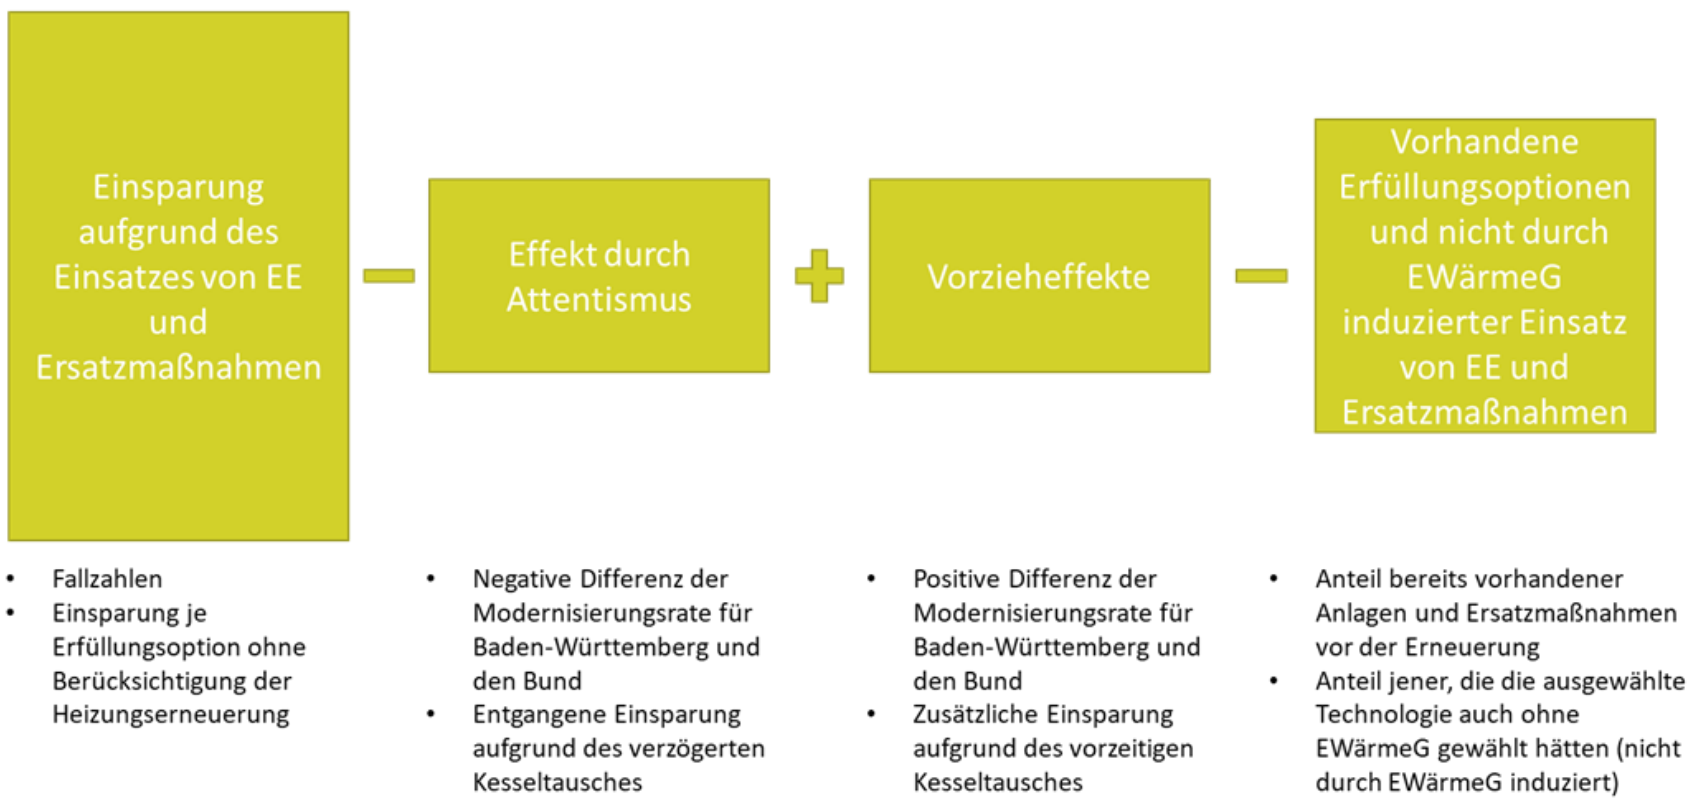 Einsparung
aufgrund des
Einsatzes von EE
und
Ersatzmaßnahmen
Effekt durch
Attentismus
Vorzieheffekte
Vorhandene
Erfüllungsoptionen
und nicht durch
EWärmeG
induzierter Einsatz
von EE und
Ersatzmaßnahmen
• Fallzahlen
• Einsparung je
Erfüllungsoption ohne
Berücksichtigung der
Heizungserneuerung
• Negative Differenz der
Modernisierungsrate für
Baden-Württemberg und
den Bund
• Entgangene Einsparung
aufgrund des verzögerten
Kesseltausches
• Positive Differenz der
Modernisierungsrate für
Baden-Württemberg und
den Bund
• Zusätzliche Einsparung
aufgrund des vorzeitigen
Kesseltausches
• Anteil bereits vorhandener
Anlagen und Ersatzmaßnahmen
vor der Erneuerung
• Anteil jener, die die ausgewählte
Technologie auch ohne
EWärmeG gewählt hätten (nicht
durch EWärmeG induziert)